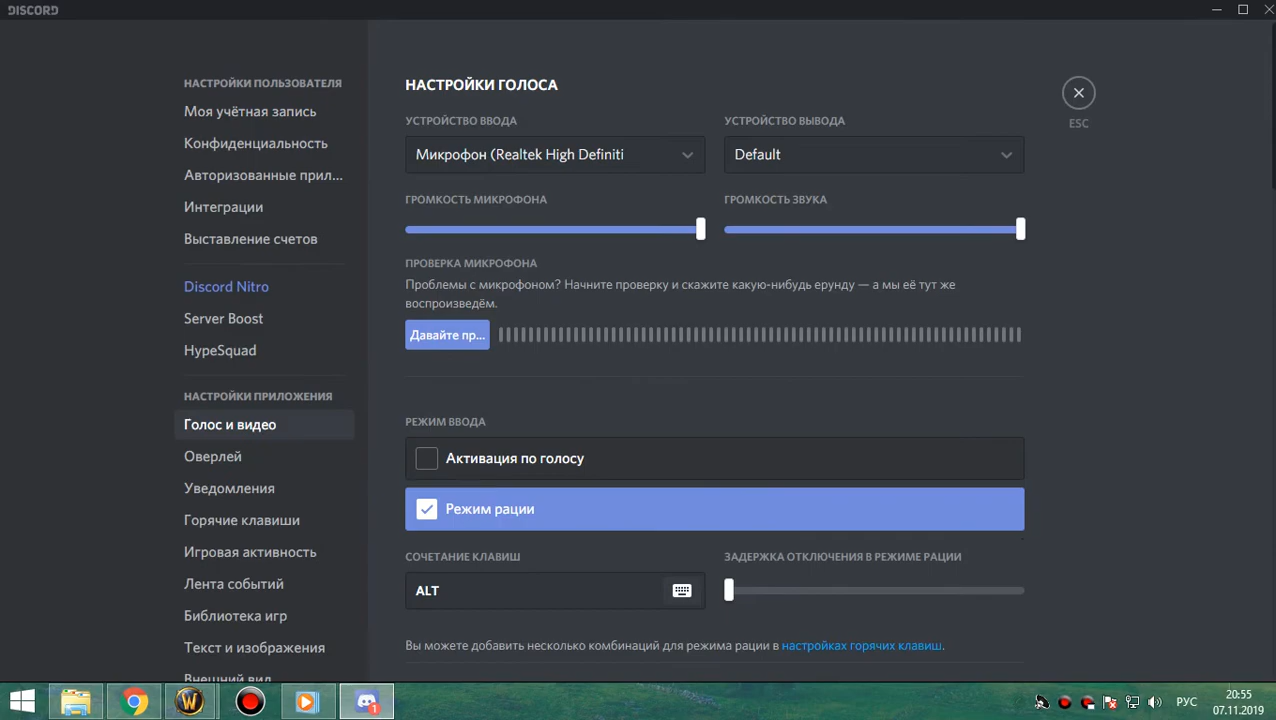 DISCORD
НАСТРОЙКИ ПОЛЬЗОВАТЕЛЯ
Моя учётная запись
Конфиденциальность
Авторизованные прил...
Интеграции
Выставление счетов
Discord Nitro
Server Boost
HypeSquad
НАСТРОЙКИ ПРИЛОЖЕНИЯ
Голос и видео
Оверлей
Уведомления
Горячие клавиши
Игровая активность
Лента событий
Библиотека игр
Текст и изображения
Внешний вид
НАСТРОЙКИ ГОЛОСА
УСТРОЙСТВО ВВОДА
УСТРОЙСТВО ВЫВОДА
Микрофон (Realtek High Definiti
Default
ГРОМКОСТЬ МИКРОФОНА
ГРОМКОСТЬ ЗВУКА
ПРОВЕРКА МИКРОФОНА
Проблемы с микрофоном? Начните проверку и скажите какую-нибудь ерунду — а мы её тут же
воспроизведём.
Давайте пр...
РЕЖИМ ВВОДА
Активация по голосу
Режим рации
СОЧЕТАНИЕ КЛАВИШ
ЗАДЕРЖКА ОТКЛЮЧЕНИЯ В РЕЖИМЕ РАЦИИ
ALT
Вы можете добавить несколько комбинаций для режима рации в настройках горячих клавиш.
ESC
1
РУС
20:55
07.11.2019